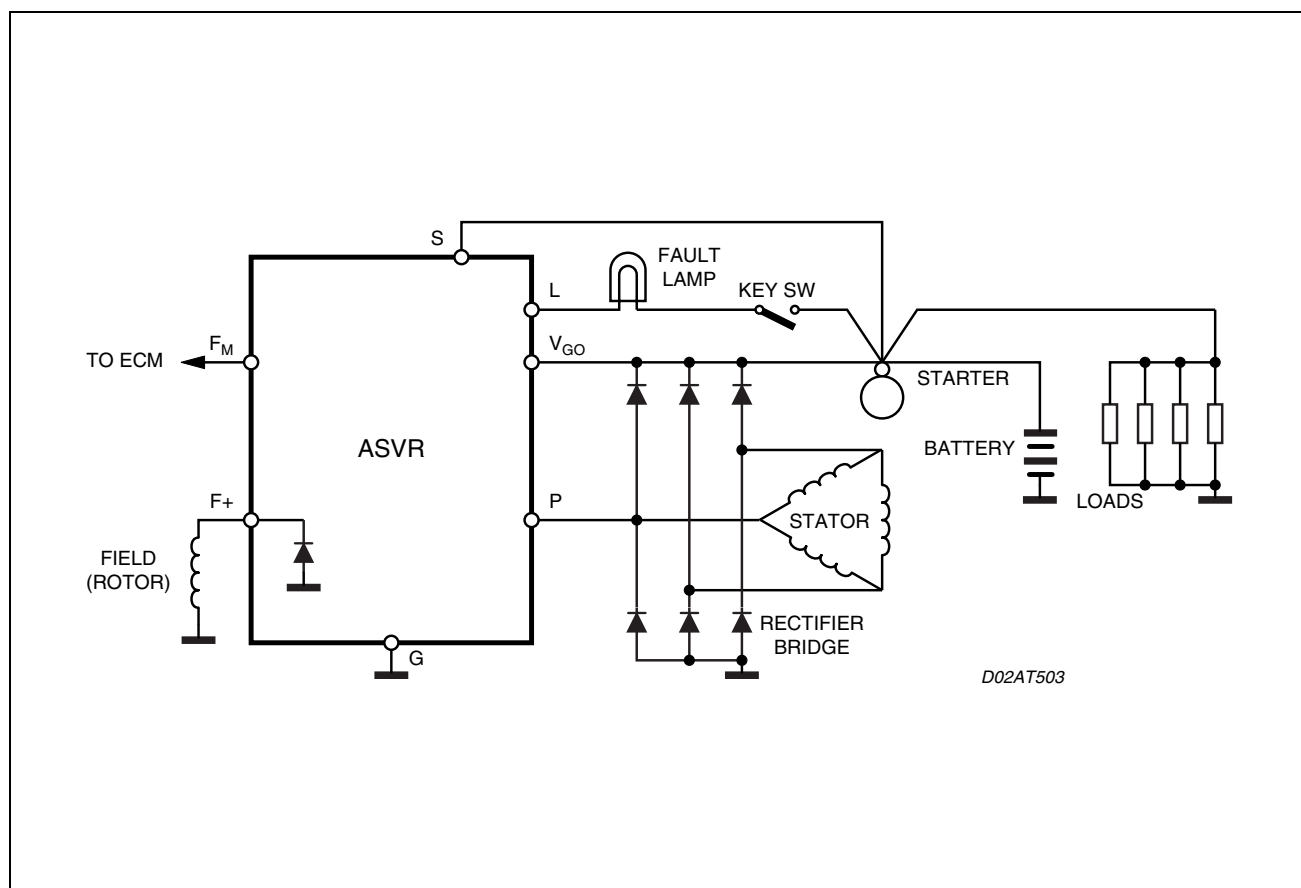 S
FAULT
LAMP
L
KEY SW
V_GO
F_M
TO ECM
STARTER
ASVR
BATTERY
F+
P
STATOR
LOADS
FIELD
(ROTOR)
RECTIFIER
BRIDGE
G
D02AT503